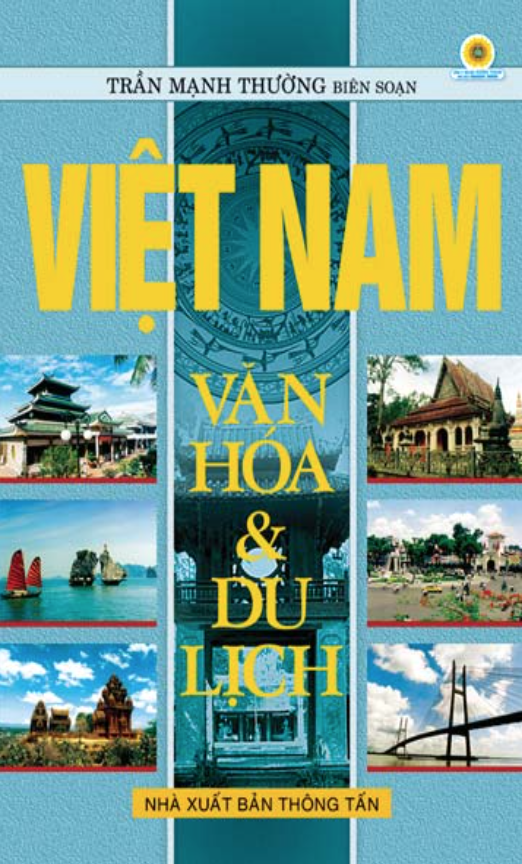 TRẦN MẠNH THƯỜNG BIÊN SOẠN
VIỆT NAM
VĂN
HÓA
&
DU
LỊCH
NHÀ XUẤT BẢN THÔNG TẤN